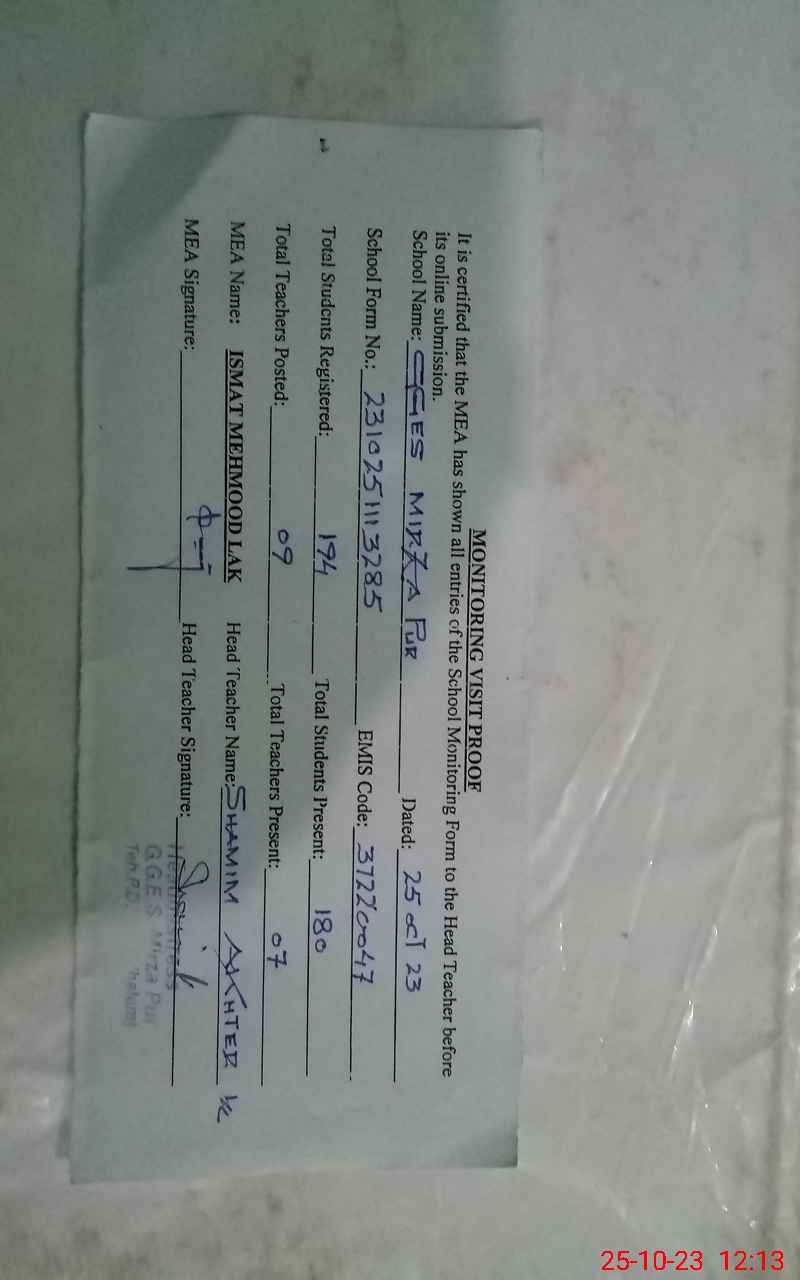 MONITORING VISIT PROOF
It is certified that the MEA has shown all entries of the School Monitoring Form to the Head Teacher before
its online submission.
School Name: GGES MIRZA PUR Dated: 25 OCT 23
School Form No.: 2310251113285 EMIS Code: 37220047
Total Students Registered: 194 Total Students Present: 180
Total Teachers Posted: 09 Total Teachers Present: 07
MEA Name: ISMAT MEHMOOD LAK Head Teacher Name: SHAMIM AKHTER
MEA Signature: Head Teacher Signature:
G.G.E.S Mirza Pur
Teh P.D.
25-10-23 12:13